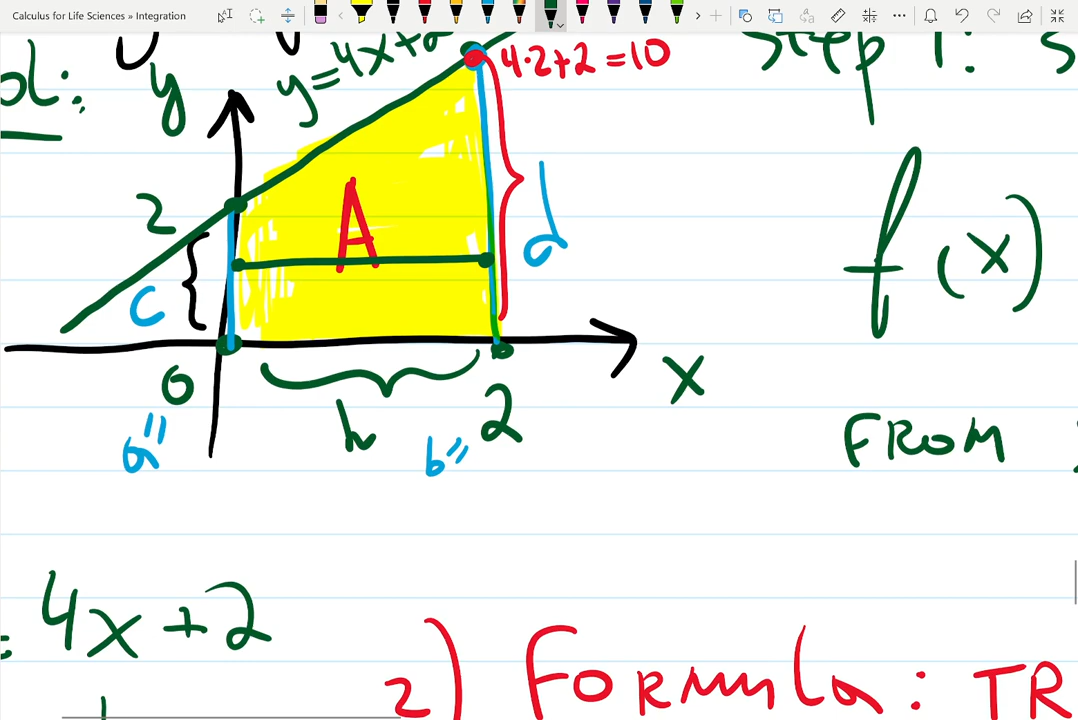 Calculus for Life Sciences » Integration
y
y=4x+2
4·2+2=10
Step 1: S
ol:
2
A
d
f(x)
c
0
x
a=
h
b=
2
FROM
= 4x+2
2) Formula: TR